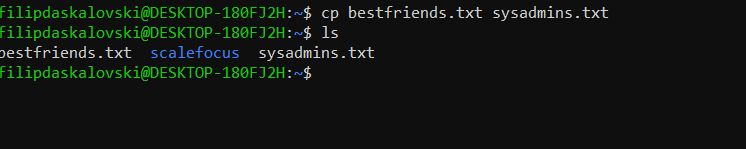 filipdaskalovski@DESKTOP-180FJ2H:~$ cp bestfriends.txt sysadmins.txt
filipdaskalovski@DESKTOP-180FJ2H:~$ ls
bestfriends.txt  scalefocus  sysadmins.txt
filipdaskalovski@DESKTOP-180FJ2H:~$